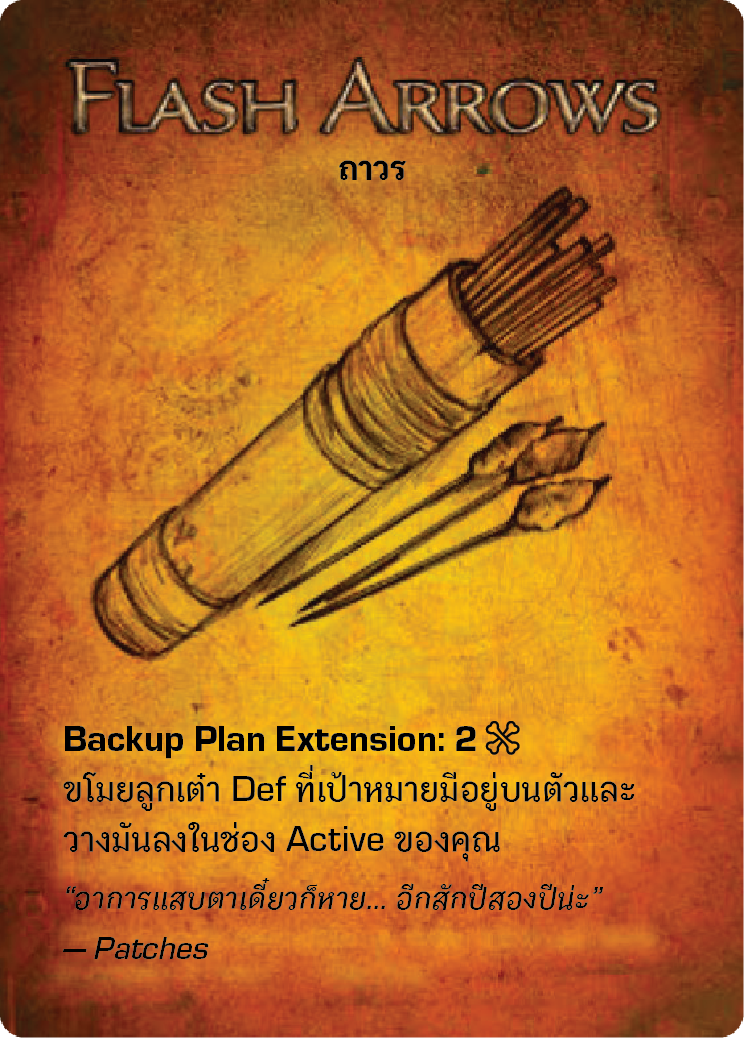 FLASH ARROWS
ถาวร
Backup Plan Extension: 2
ขโมยลูกเต๋า Def ที่เป้าหมายมีอยู่บนตัวและ
วางมันลงในช่อง Active ของคุณ
“อาการแสบตาเดี๋ยวก็หาย... อีกสักปีสองปีน่ะ”
— Patches